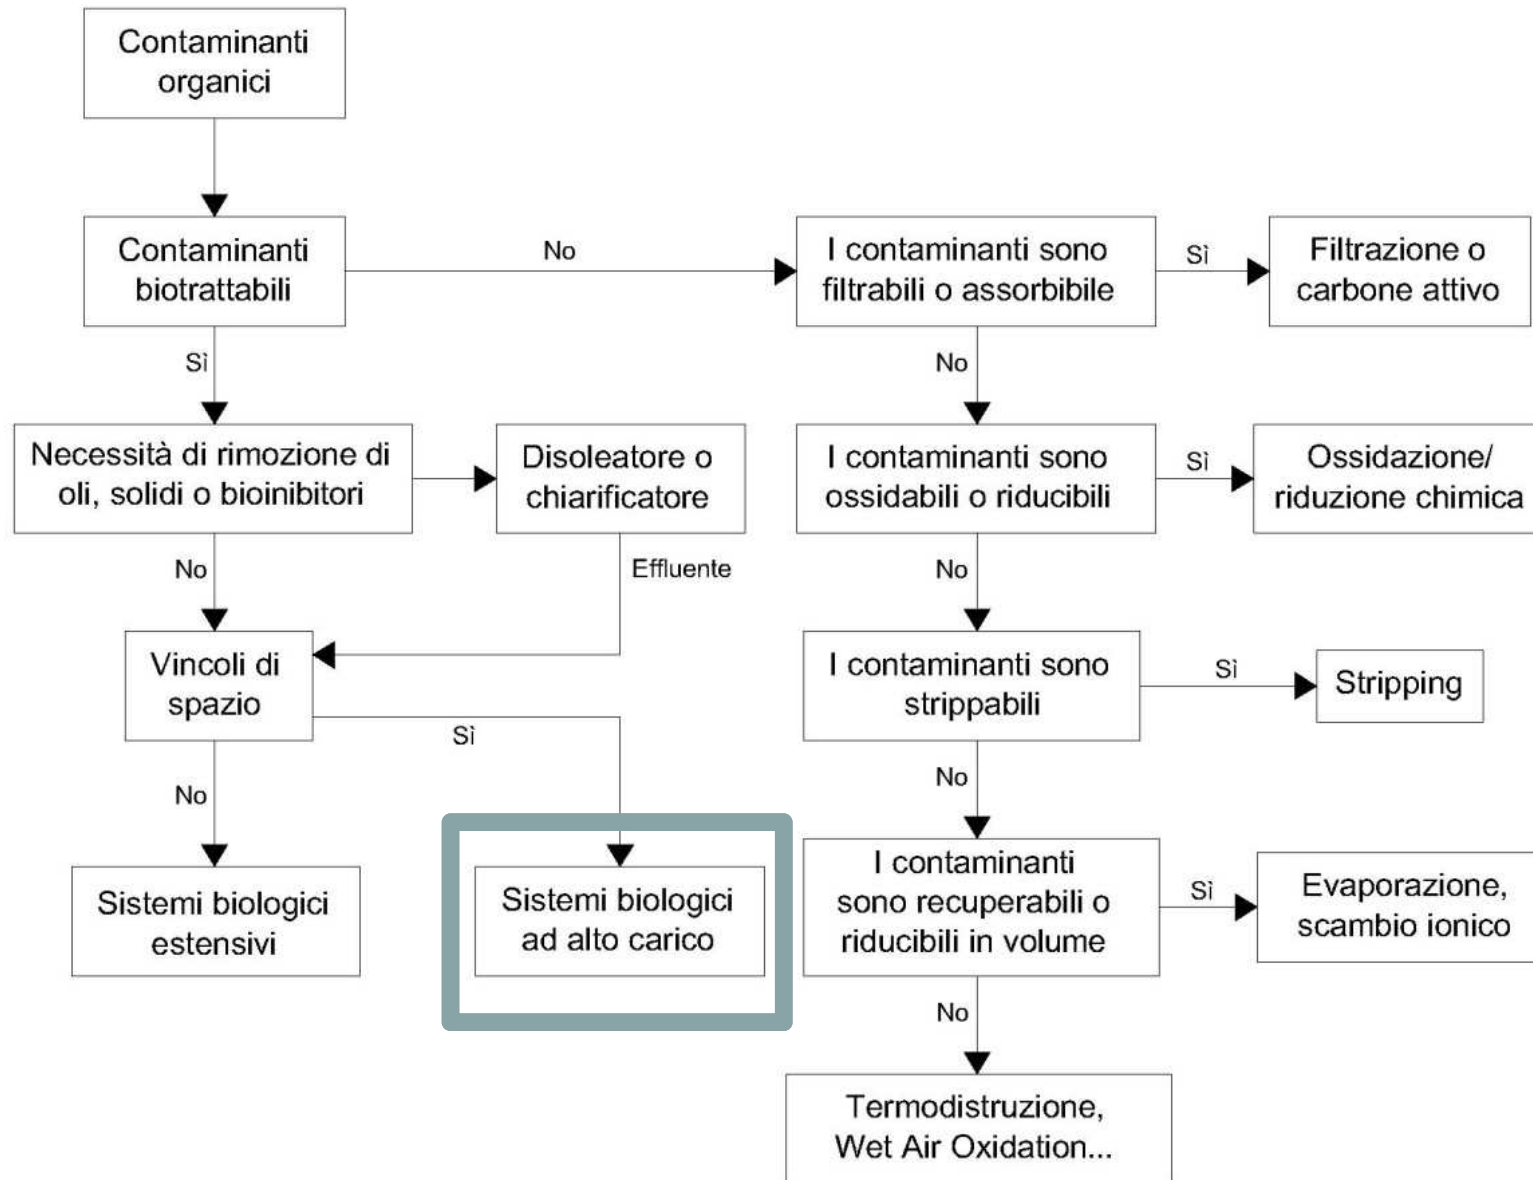 Contaminanti
organici
Contaminanti
biotrattabili
No
I contaminanti sono
filtrabili o assorbibile
Sì
Filtrazione o
carbone attivo
Sì
No
Necessità di rimozione di
oli, solidi o bioinibitori
Disoleatore o
chiarificatore
I contaminanti sono
ossidabili o riducibili
Sì
Ossidazione/
riduzione chimica
No
Effluente
No
Vincoli di
spazio
I contaminanti sono
strippabili
Sì
Stripping
Sì
No
No
Sistemi biologici
estensivi
Sistemi biologici
ad alto carico
I contaminanti
sono recuperabili o
riducibili in volume
Sì
Evaporazione,
scambio ionico
No
Termodistruzione,
Wet Air Oxidation...